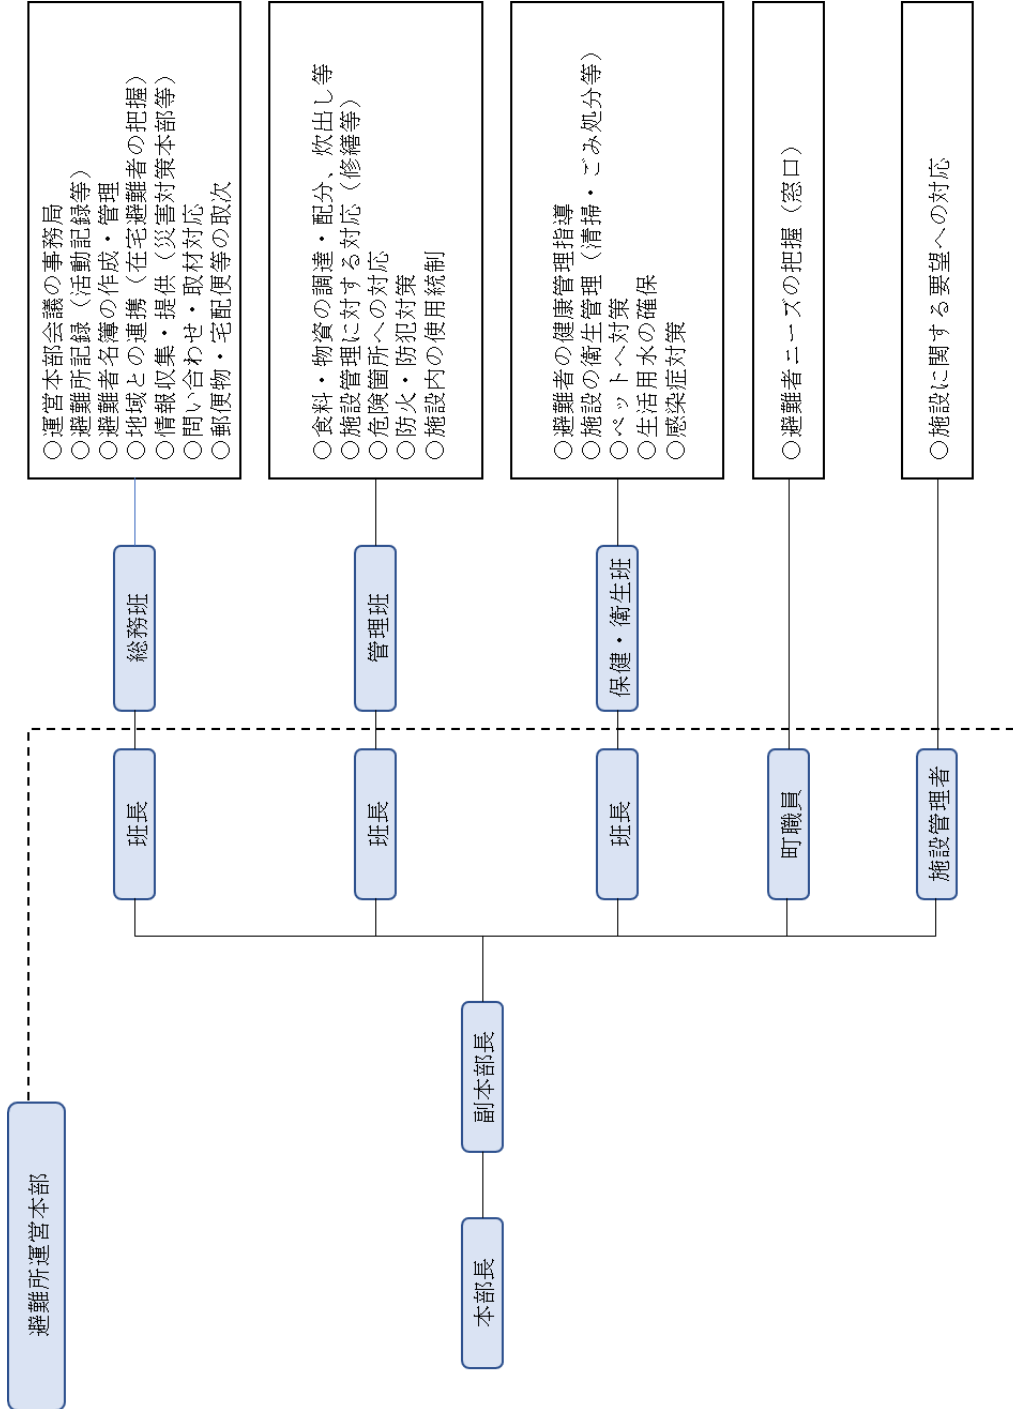 避難所運営本部
本部長
副本部長
班長
総務班
○運営本部会議の事務局
○避難所記録（活動記録等）
○避難者名簿の作成・管理
○地域との連携（在宅避難者の把握）
○情報収集・提供（災害対策本部等）
○問い合わせ・取材対応
○郵便物・宅配便等の取次
班長
管理班
○食料・物資の調達・配分、炊出し等
○施設管理に対する対応（修繕等）
○危険箇所への対応
○防火・防犯対策
○施設内の使用統制
班長
保健・衛生班
○避難者の健康管理指導
○施設の衛生管理（清掃・ごみ処分等）
○ペットへ対策
○生活用水の確保
○感染症対策
町職員
○避難者ニーズの把握（窓口）
施設管理者
○施設に関する要望への対応